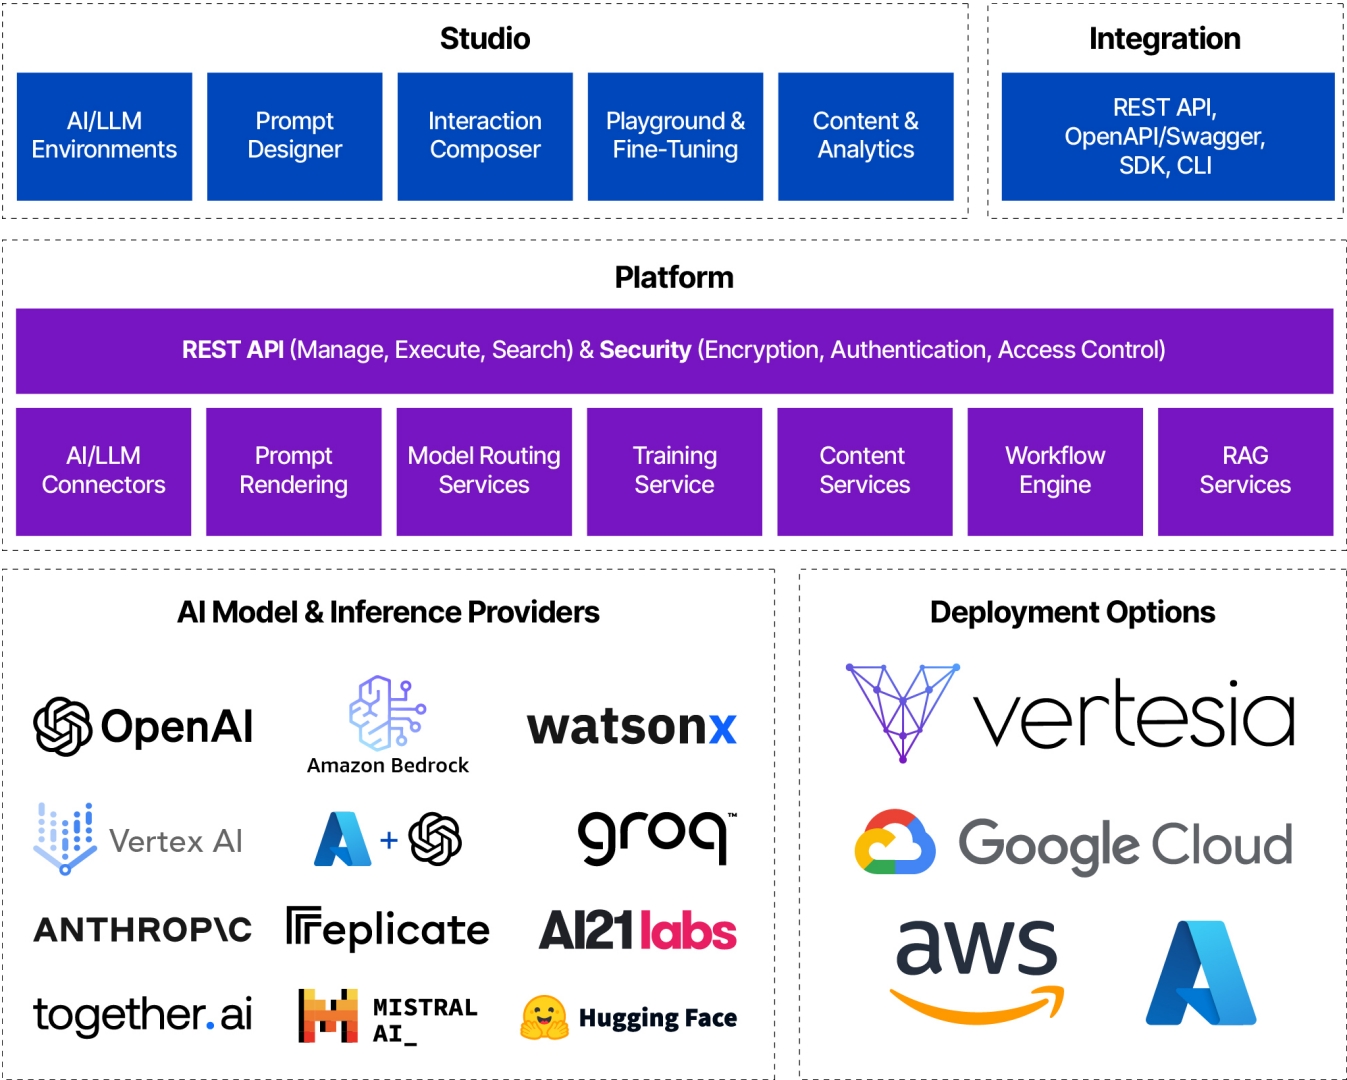 Studio
AI/LLM
Environments
Prompt
Designer
Interaction
Composer
Playground &
Fine-Tuning
Content &
Analytics
Integration
REST API,
OpenAPI/Swagger,
SDK, CLI
Platform
REST API (Manage, Execute, Search) & Security (Encryption, Authentication, Access Control)
AI/LLM
Connectors
Prompt
Rendering
Model Routing
Services
Training
Service
Content
Services
Workflow
Engine
RAG
Services
AI Model & Inference Providers
OpenAI
Amazon Bedrock
watsonx
Vertex AI
+
groq™
ANTHROP\C
replicate
AI21 labs
together.ai
MISTRAL
AI_
Hugging Face
Deployment Options
vertesia
Google Cloud
aws